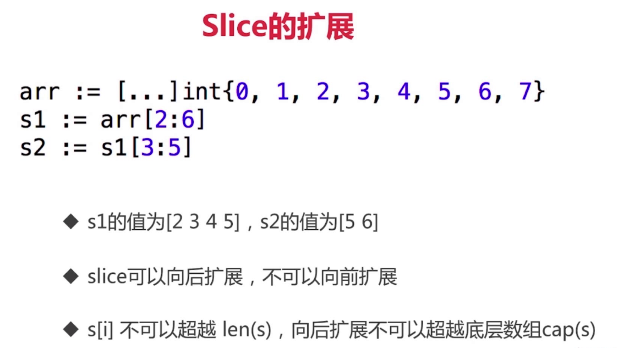 Slice的扩展
arr := [...]int{0, 1, 2, 3, 4, 5, 6, 7}
s1 := arr[2:6]
s2 := s1[3:5]
◆ s1的值为[2 3 4 5]，s2的值为[5 6]
◆ slice可以向后扩展，不可以向前扩展
◆ s[i] 不可以超越 len(s)，向后扩展不可以超越底层数组cap(s)